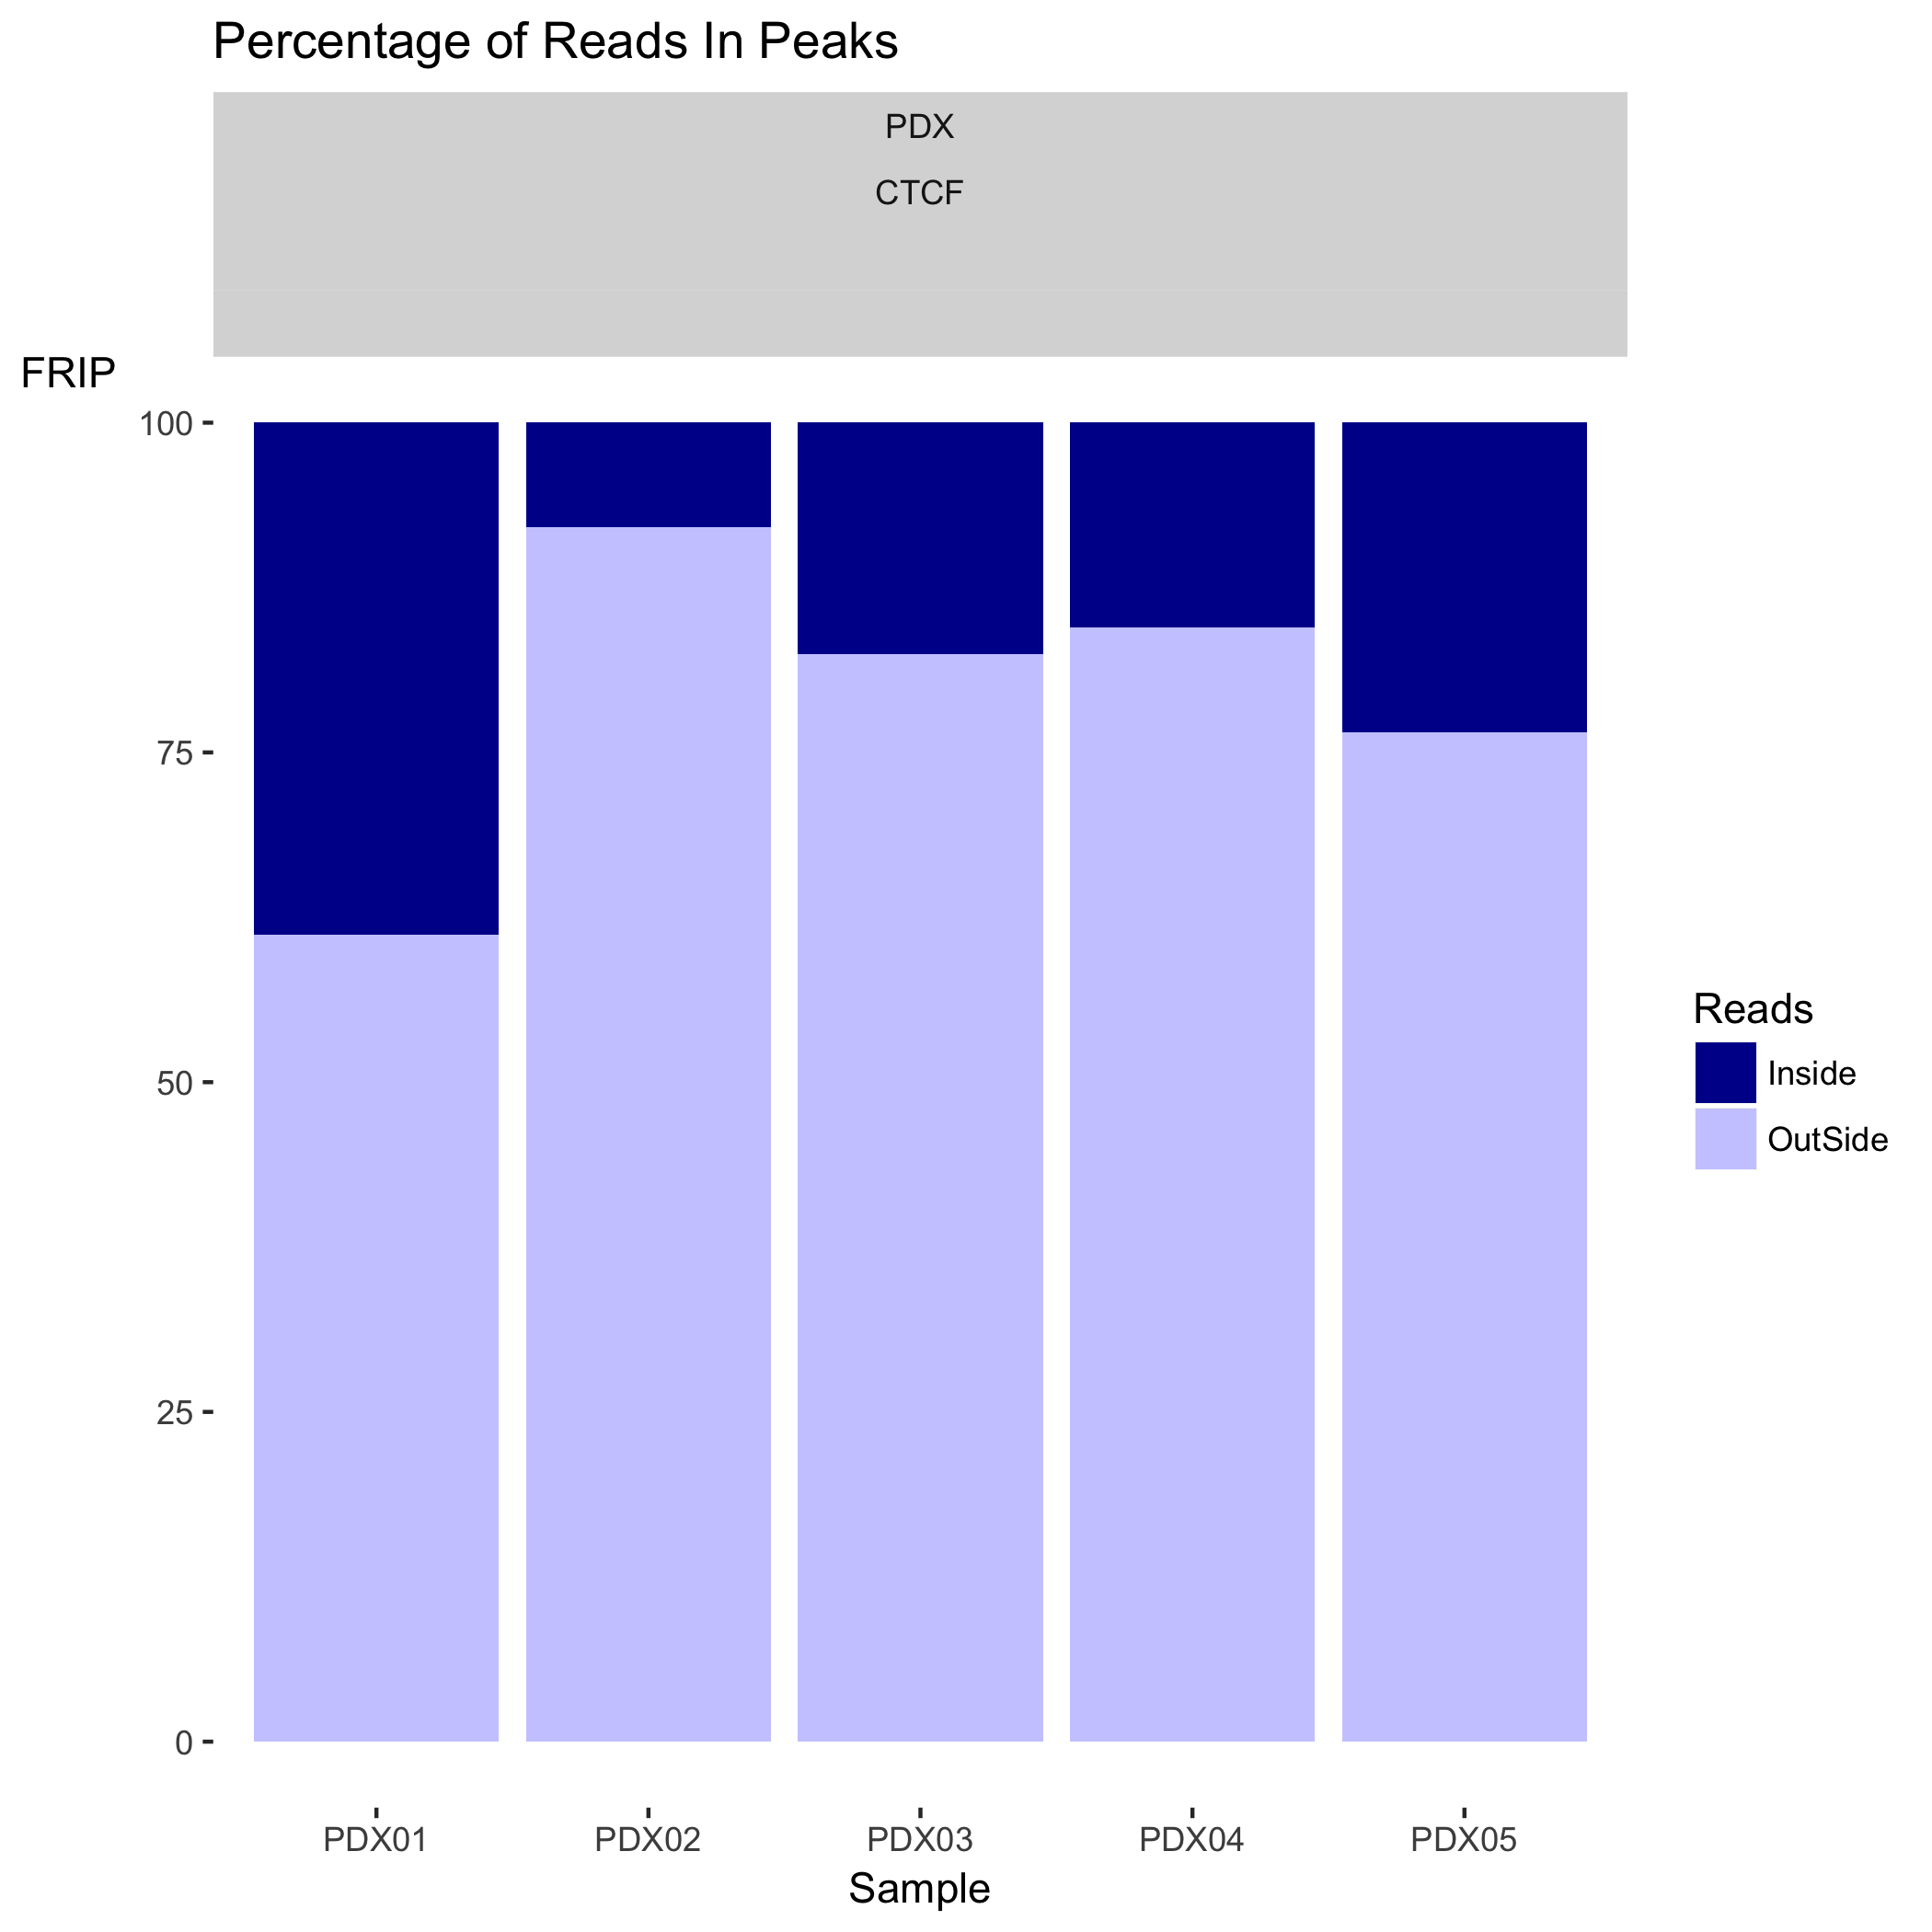 Percentage of Reads In Peaks
PDX
CTCF
FRIP
100
75
50
25
0
PDX01 PDX02 PDX03 PDX04 PDX05
Sample
Reads
Inside
OutSide